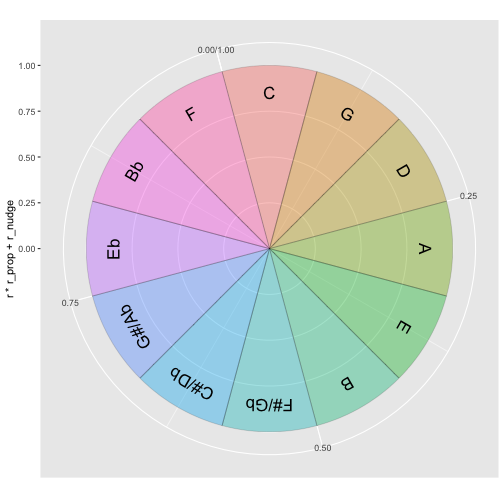 0.00/1.00
1.00
0.75
0.50
0.25
0.00
r * r_prop + r_nudge
C
G
D
0.25
A
E
B
0.50
F#/Gb
C#/Db
G#/Ab
0.75
Eb
Bb
F